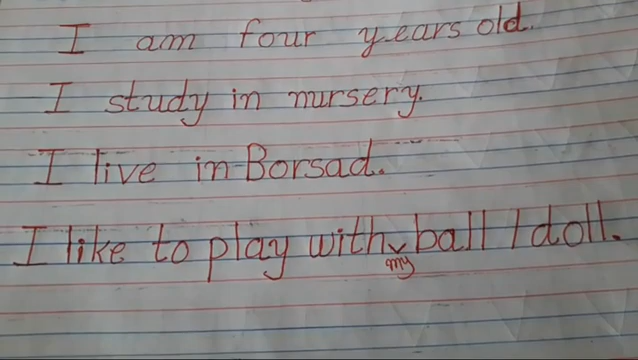 I am four years old.
I study in nursery.
I live in Borsad.
I like to play with my ball / doll.